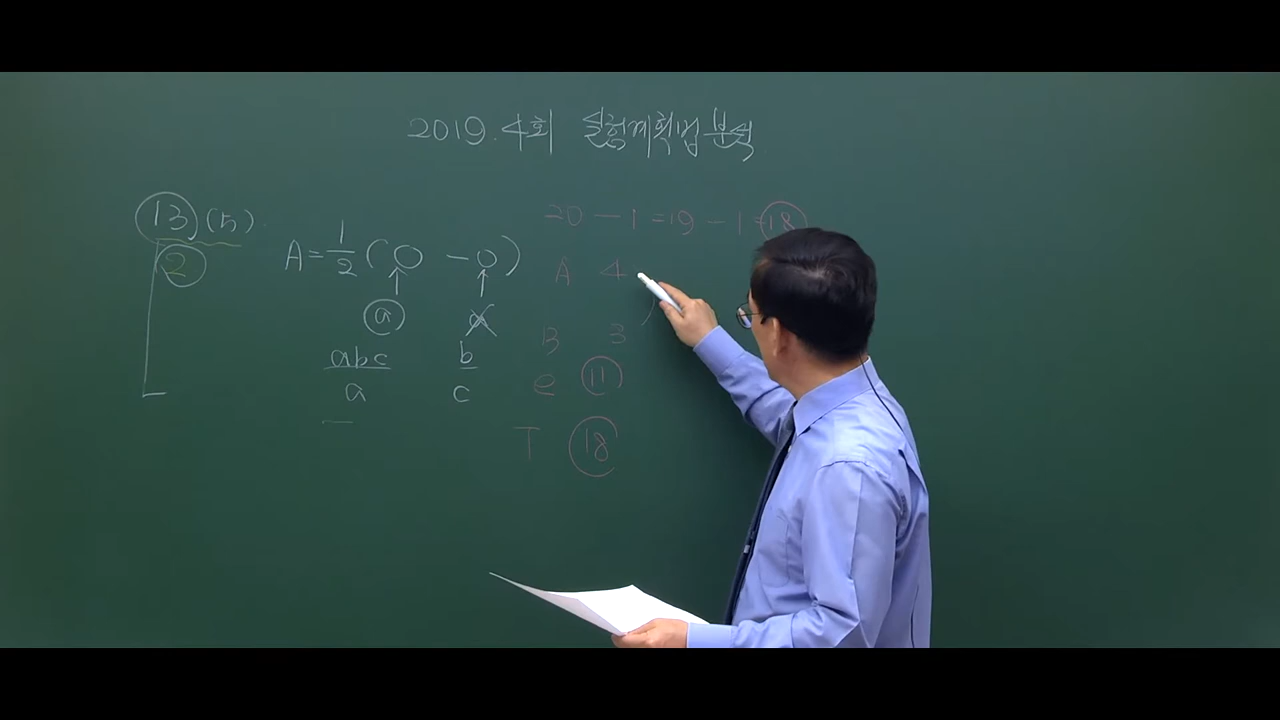 2019. 4회 실험계획법 분석
13 (5)
2
A = 1/2 ( O - O )
↑ ↑
a a
abc b
a c
20 - 1 = 19 - 1 = 18
A 4
B 3
e 11
T 18